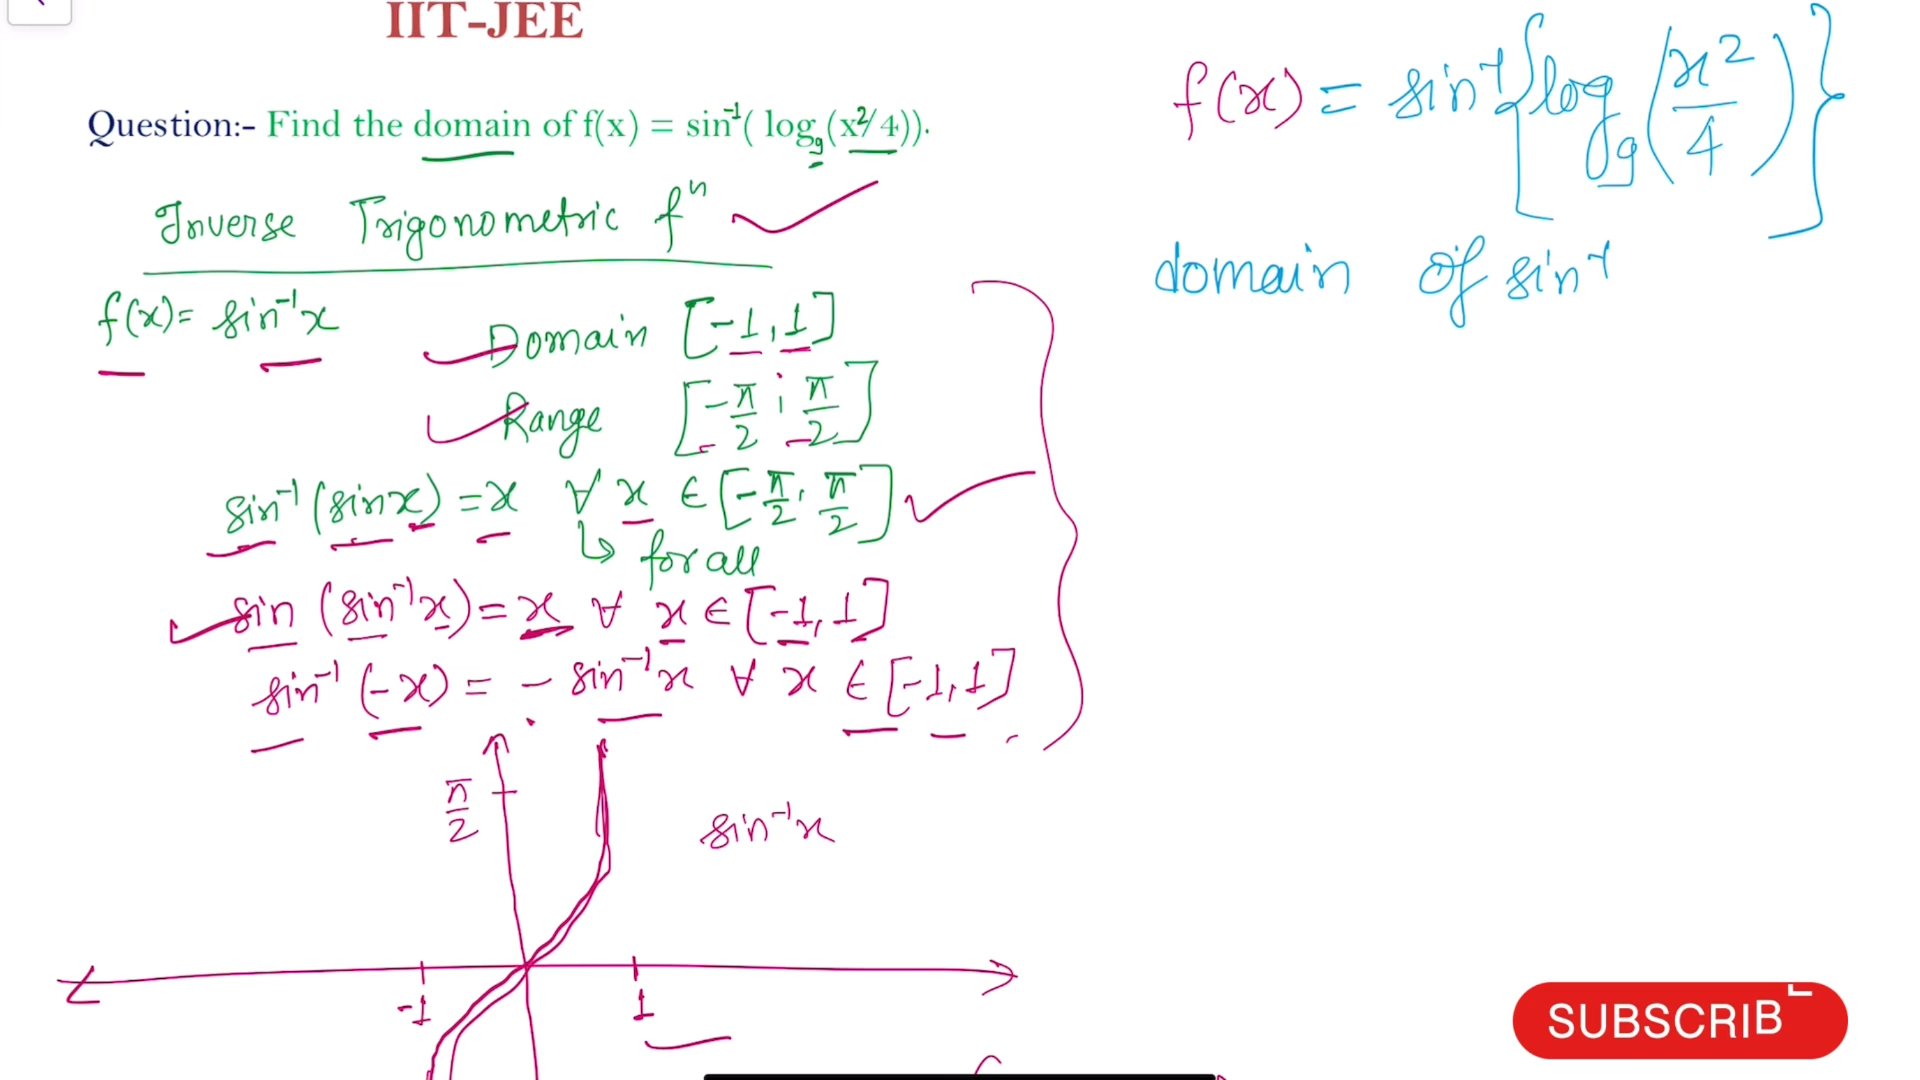 IIT-JEE
Question:- Find the domain of f(x) = sin⁻¹( log₉(x²/4)).
Inverse Trigonometric fⁿ
f(x)= sin⁻¹x
Domain [-1,1]
Range [-π/2, π/2]
sin⁻¹(sinx) = x ∀ x ∈ [-π/2, π/2]
↳ for all
sin (sin⁻¹x) = x ∀ x ∈ [-1,1]
sin⁻¹(-x) = - sin⁻¹x ∀ x ∈ [-1,1]
π/2
sin⁻¹x
-1
1
f(x) = sin⁻¹{log₉(x²/4)}
domain of sin⁻¹
SUBSCRIB